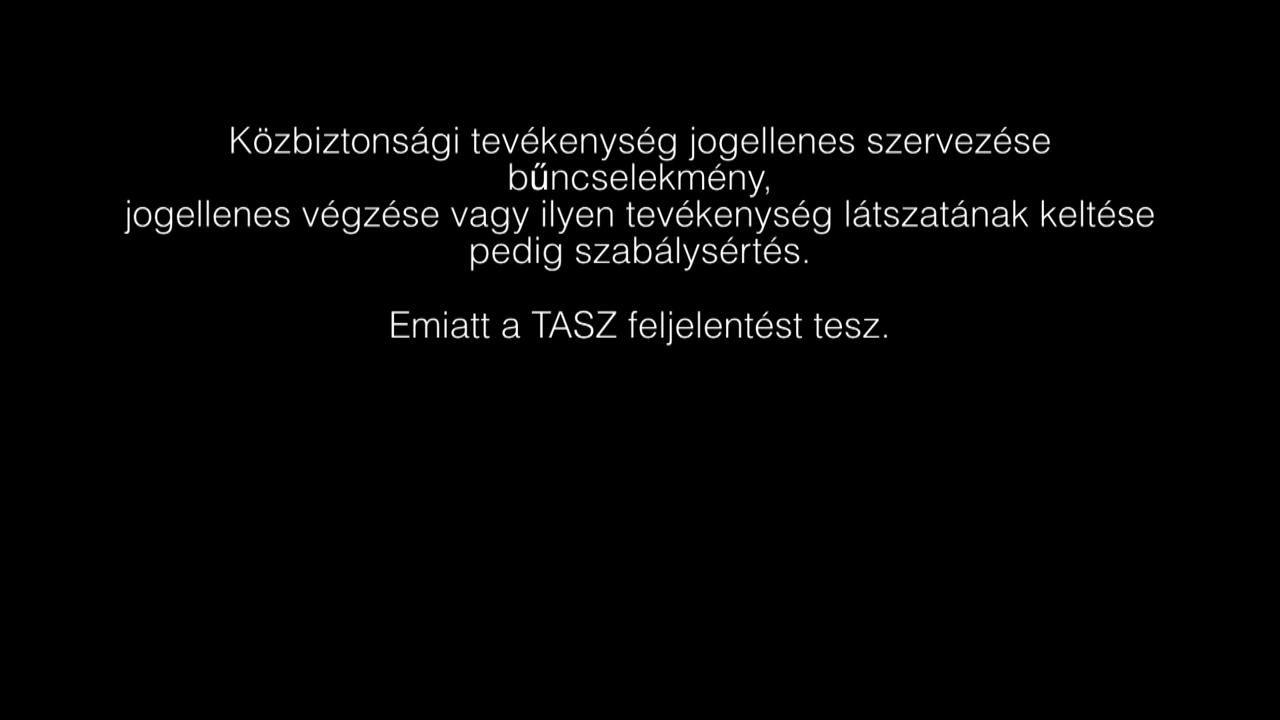 Közbiztonsági tevékenység jogellenes szervezése
bűncselekmény,
jogellenes végzése vagy ilyen tevékenység látszatának keltése
pedig szabálysértés.
Emiatt a TASZ feljelentést tesz.